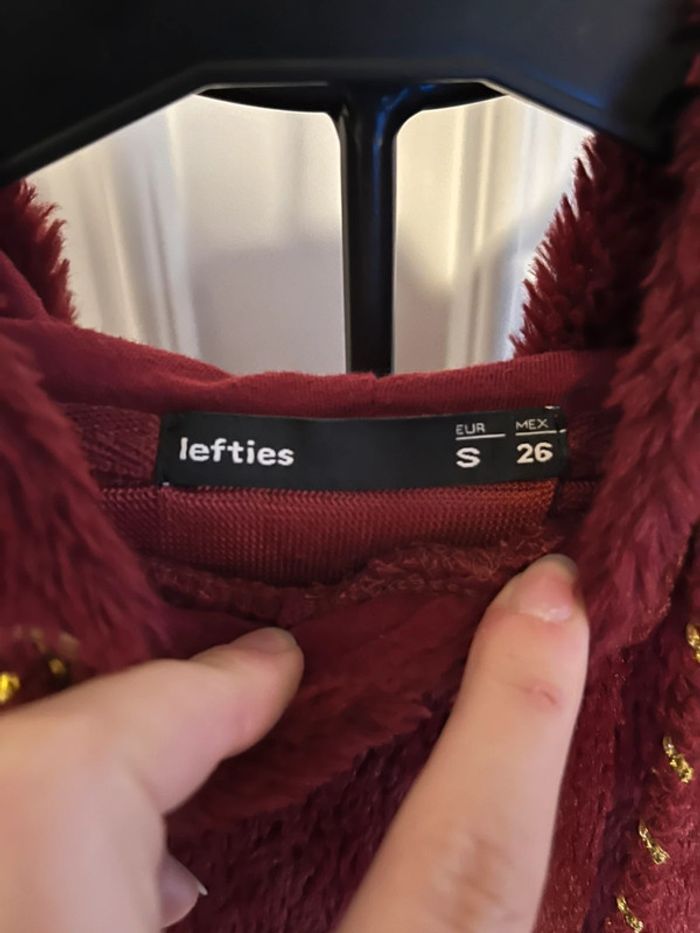 lefties
EUR MEX
S 26